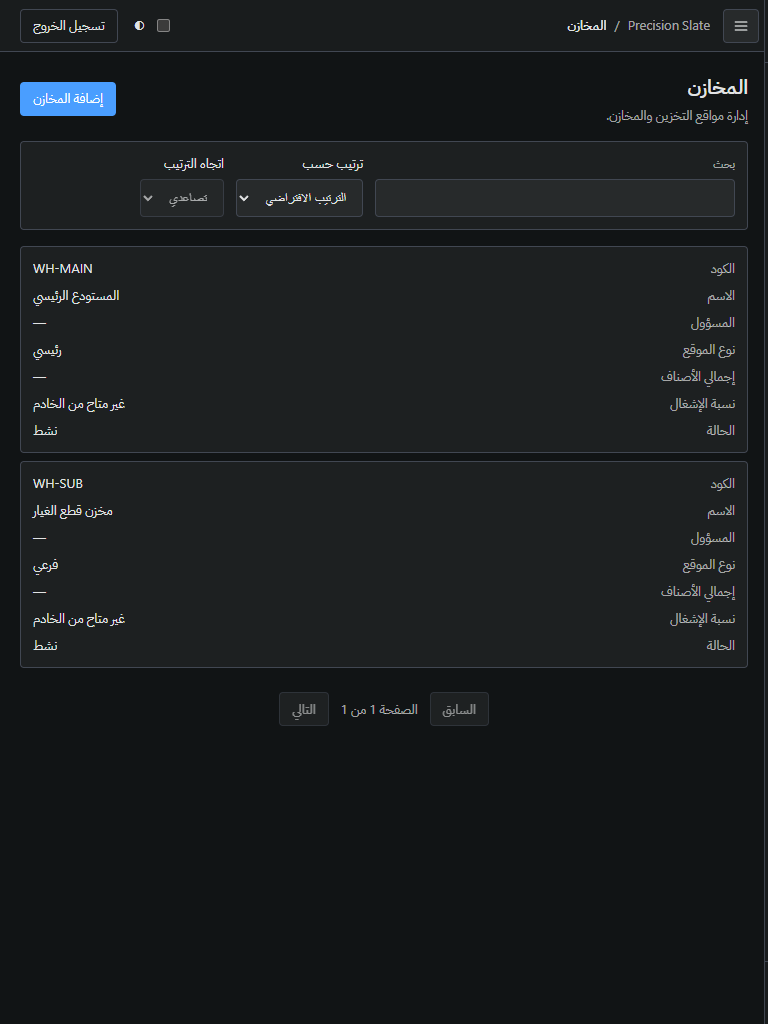 Precision Slate / المخازن
تسجيل الخروج
المخازن
إدارة مواقع التخزين والمخازن.
إضافة المخازن
بحث
ترتيب حسب
الترتيب الافتراضي
اتجاه الترتيب
تصاعدي
الكود WH-MAIN
الاسم المستودع الرئيسي
المسؤول —
نوع الموقع رئيسي
إجمالي الأصناف —
نسبة الإشغال غير متاح من الخادم
الحالة نشط
الكود WH-SUB
الاسم مخزن قطع الغيار
المسؤول —
نوع الموقع فرعي
إجمالي الأصناف —
نسبة الإشغال غير متاح من الخادم
الحالة نشط
السابق الصفحة 1 من 1 التالي